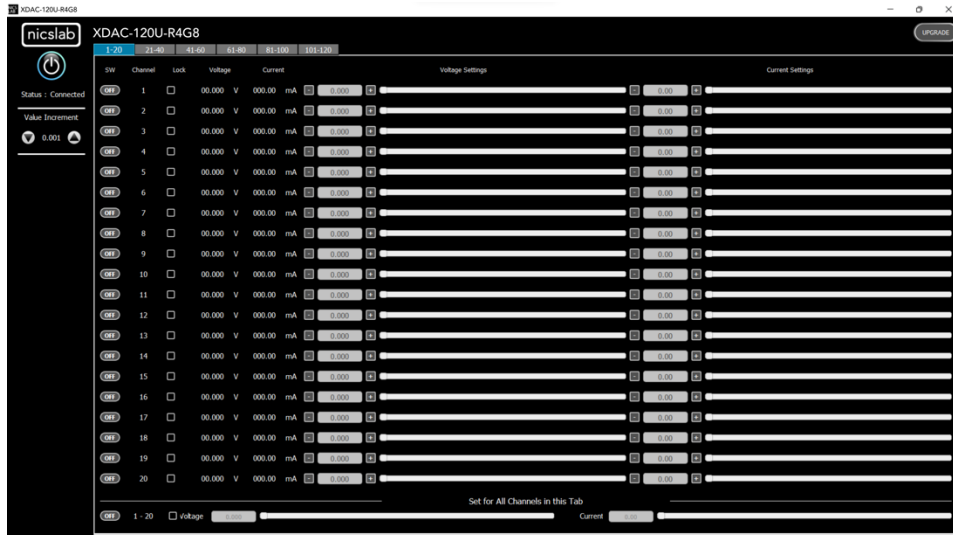 XDAC-120U-R4G8
nicslab
XDAC-120U-R4G8
UPGRADE
1-20 21-40 41-60 61-80 81-100 101-120
SW Channel Lock Voltage Current Voltage Settings Current Settings
Status : Connected
Value Increment
0.001
OFF 1 00.000 V 000.00 mA - 0.000 + - 0.00 +
OFF 2 00.000 V 000.00 mA - 0.000 + - 0.00 +
OFF 3 00.000 V 000.00 mA - 0.000 + - 0.00 +
OFF 4 00.000 V 000.00 mA - 0.000 + - 0.00 +
OFF 5 00.000 V 000.00 mA - 0.000 + - 0.00 +
OFF 6 00.000 V 000.00 mA - 0.000 + - 0.00 +
OFF 7 00.000 V 000.00 mA - 0.000 + - 0.00 +
OFF 8 00.000 V 000.00 mA - 0.000 + - 0.00 +
OFF 9 00.000 V 000.00 mA - 0.000 + - 0.00 +
OFF 10 00.000 V 000.00 mA - 0.000 + - 0.00 +
OFF 11 00.000 V 000.00 mA - 0.000 + - 0.00 +
OFF 12 00.000 V 000.00 mA - 0.000 + - 0.00 +
OFF 13 00.000 V 000.00 mA - 0.000 + - 0.00 +
OFF 14 00.000 V 000.00 mA - 0.000 + - 0.00 +
OFF 15 00.000 V 000.00 mA - 0.000 + - 0.00 +
OFF 16 00.000 V 000.00 mA - 0.000 + - 0.00 +
OFF 17 00.000 V 000.00 mA - 0.000 + - 0.00 +
OFF 18 00.000 V 000.00 mA - 0.000 + - 0.00 +
OFF 19 00.000 V 000.00 mA - 0.000 + - 0.00 +
OFF 20 00.000 V 000.00 mA - 0.000 + - 0.00 +
Set for All Channels in this Tab
OFF 1 - 20 Voltage 0.000 Current 0.00